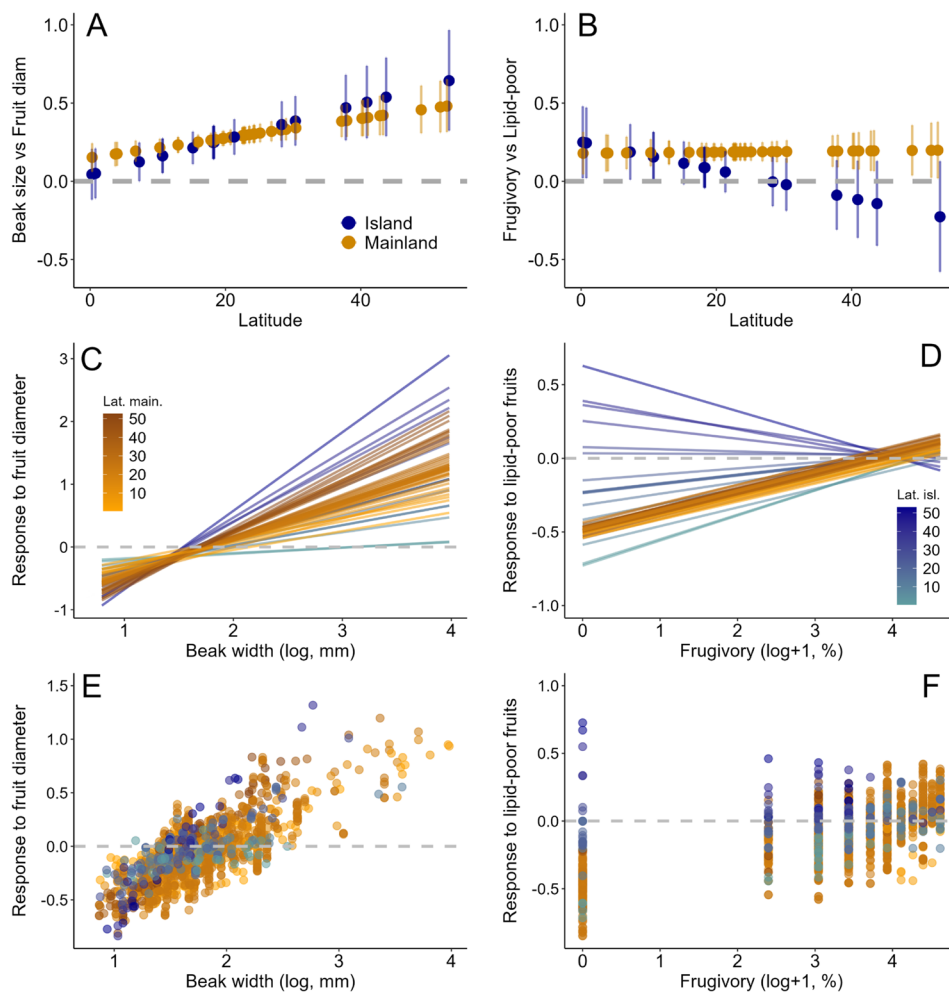 A
Beak size vs Fruit diam
1.0
0.5
0.0
-0.5
0
20
40
Latitude
Island
Mainland
B
Frugivory vs Lipid-poor
1.0
0.5
0.0
-0.5
0
20
40
Latitude
C
Response to fruit diameter
3
2
1
0
-1
1
2
3
4
Beak width (log, mm)
Lat. main.
50
40
30
20
10
D
Response to lipid-poor fruits
0.5
0.0
-0.5
-1.0
0
1
2
3
4
Frugivory (log+1, %)
Lat. isl.
50
40
30
20
10
E
Response to fruit diameter
1.5
1.0
0.5
0.0
-0.5
1
2
3
4
Beak width (log, mm)
F
Response to lipid-poor fruits
1.0
0.5
0.0
-0.5
0
1
2
3
4
Frugivory (log+1, %)